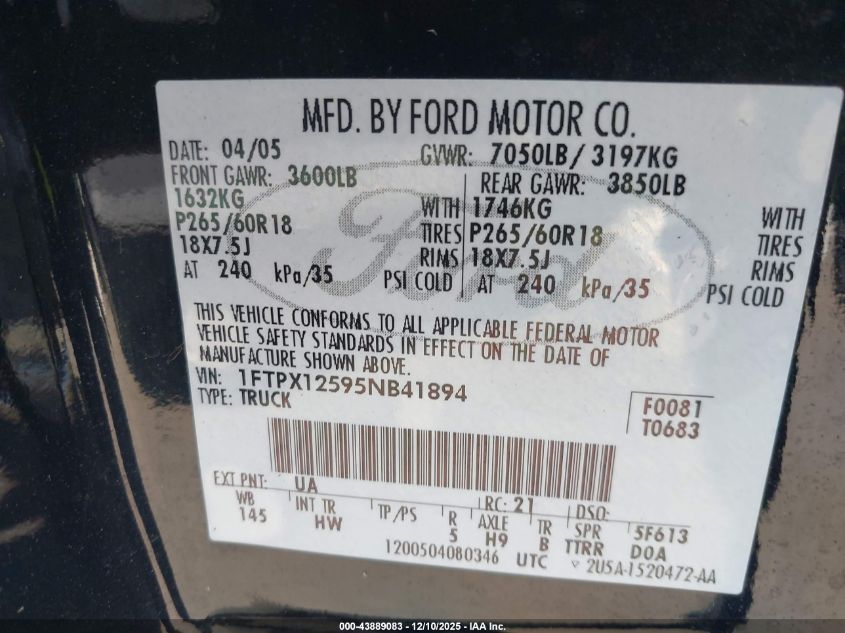 MFD. BY FORD MOTOR CO.
DATE: 04/05 GVWR: 7050LB/ 3197KG
FRONT GAWR: 3600LB REAR GAWR: 3850LB
1632KG WITH 1746KG WITH
P265/60R18 TIRES P265/60R18 TIRES
18X7.5J RIMS 18X7.5J RIMS
AT 240 kPa/35 PSI COLD AT 240 kPa/35 PSI COLD
Ford
THIS VEHICLE CONFORMS TO ALL APPLICABLE FEDERAL MOTOR
VEHICLE SAFETY STANDARDS IN EFFECT ON THE DATE OF
MANUFACTURE SHOWN ABOVE.
VIN: 1FTPX12595NB41894
TYPE: TRUCK
F0081
T0683
EXT PNT: UA RC: 21 DSO:
WB INT TR TP/PS R AXLE TR SPR 5F613
145 HW 5 H9 B TTRR DOA
1200504080346 UTC ▽ 2U5A-1520472-AA
000-43889083 - 12/10/2025 - IAA Inc.